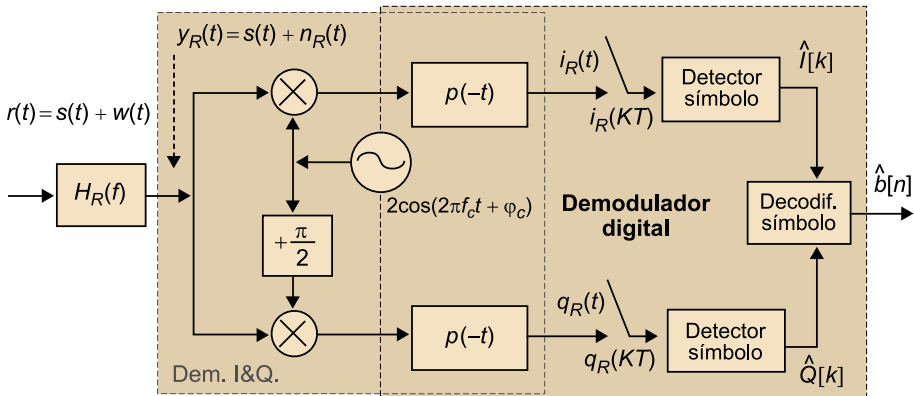 y_R(t) = s(t) + n_R(t)
r(t) = s(t) + w(t)
H_R(f)
p(–t)
i_R(t)
i_R(KT)
Detector
símbolo
Î[k]
2cos(2πf_c t + φ_c)
+π/2
Demodulador
digital
Decodif.
símbolo
b̂[n]
p(–t)
q_R(t)
q_R(KT)
Detector
símbolo
Q̂[k]
Dem. I&Q.